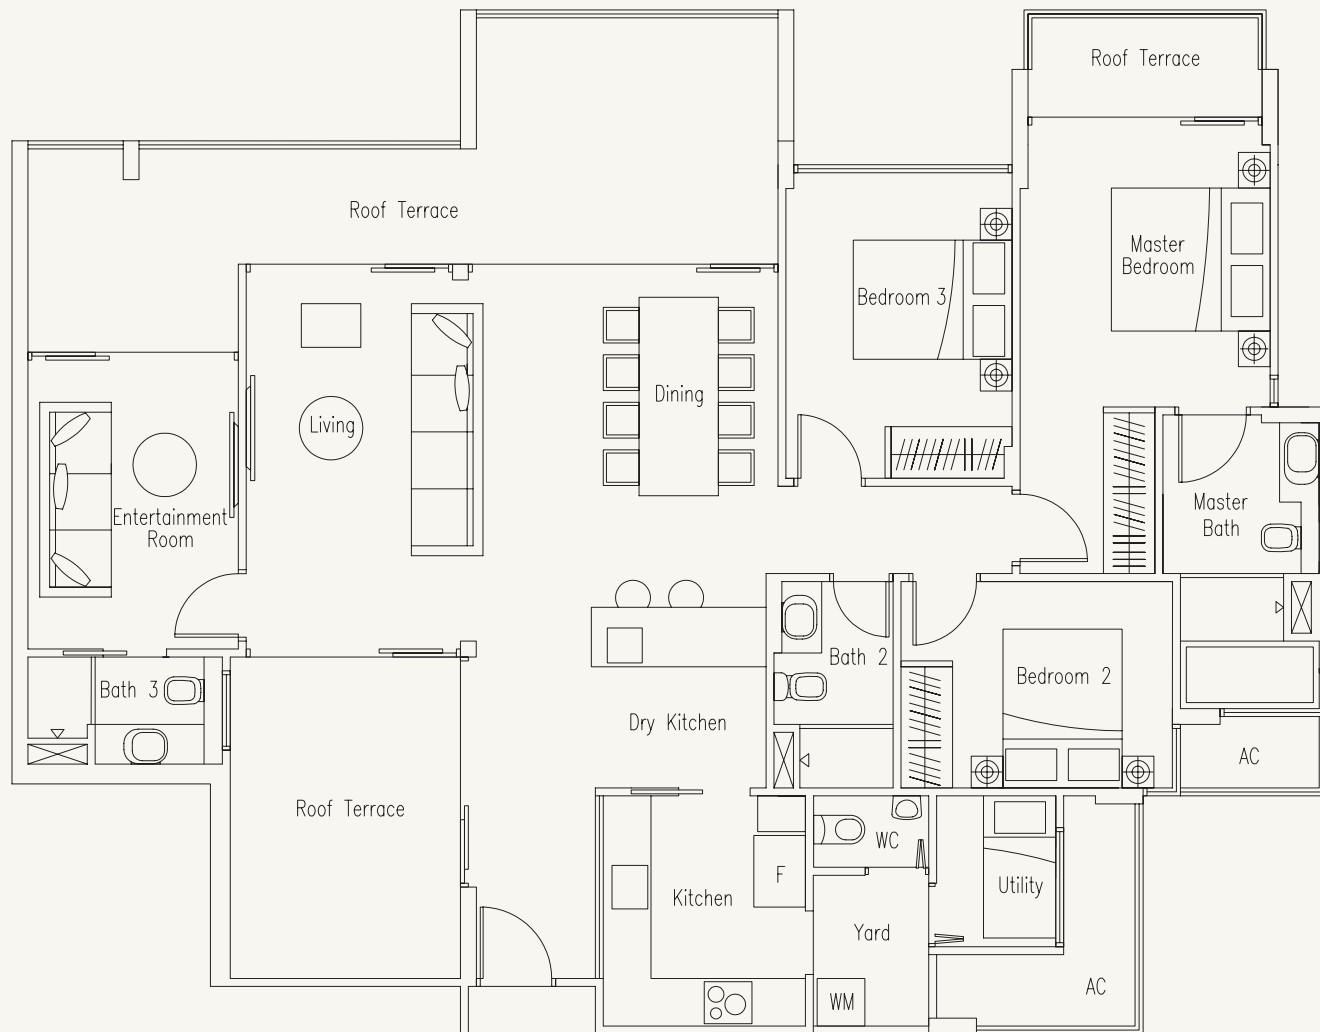 Roof Terrace
Roof Terrace
Master
Bedroom
Bedroom 3
Dining
Living
Entertainment
Room
Master
Bath
Bath 2
Bedroom 2
Bath 3
Dry Kitchen
AC
Roof Terrace
WC
F
Utility
Kitchen
Yard
AC
WM